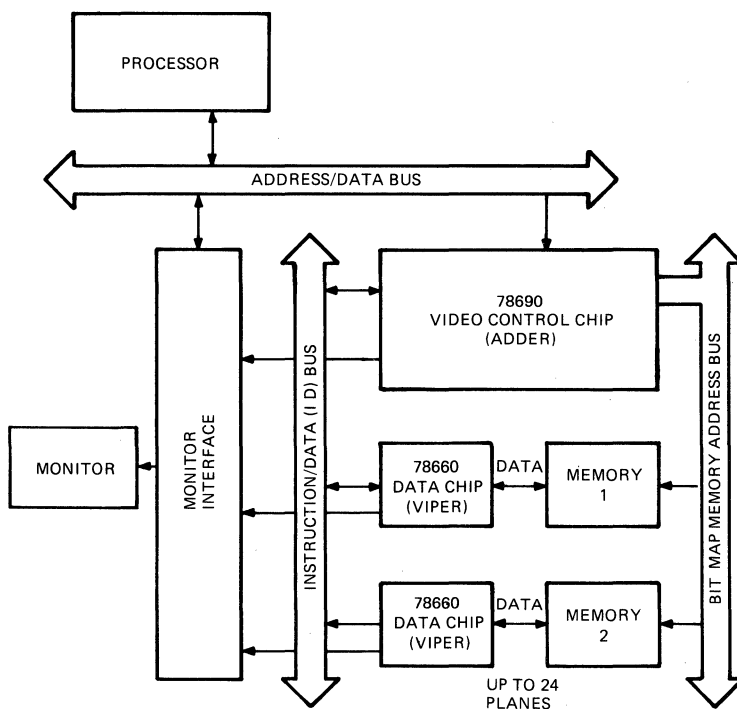 PROCESSOR
ADDRESS/DATA BUS
78690
VIDEO CONTROL CHIP
(ADDER)
INSTRUCTION/DATA (I D) BUS
BIT MAP MEMORY ADDRESS BUS
MONITOR
INTERFACE
MONITOR
78660
DATA CHIP
(VIPER)
DATA
MEMORY
1
78660
DATA CHIP
(VIPER)
DATA
MEMORY
2
UP TO 24
PLANES